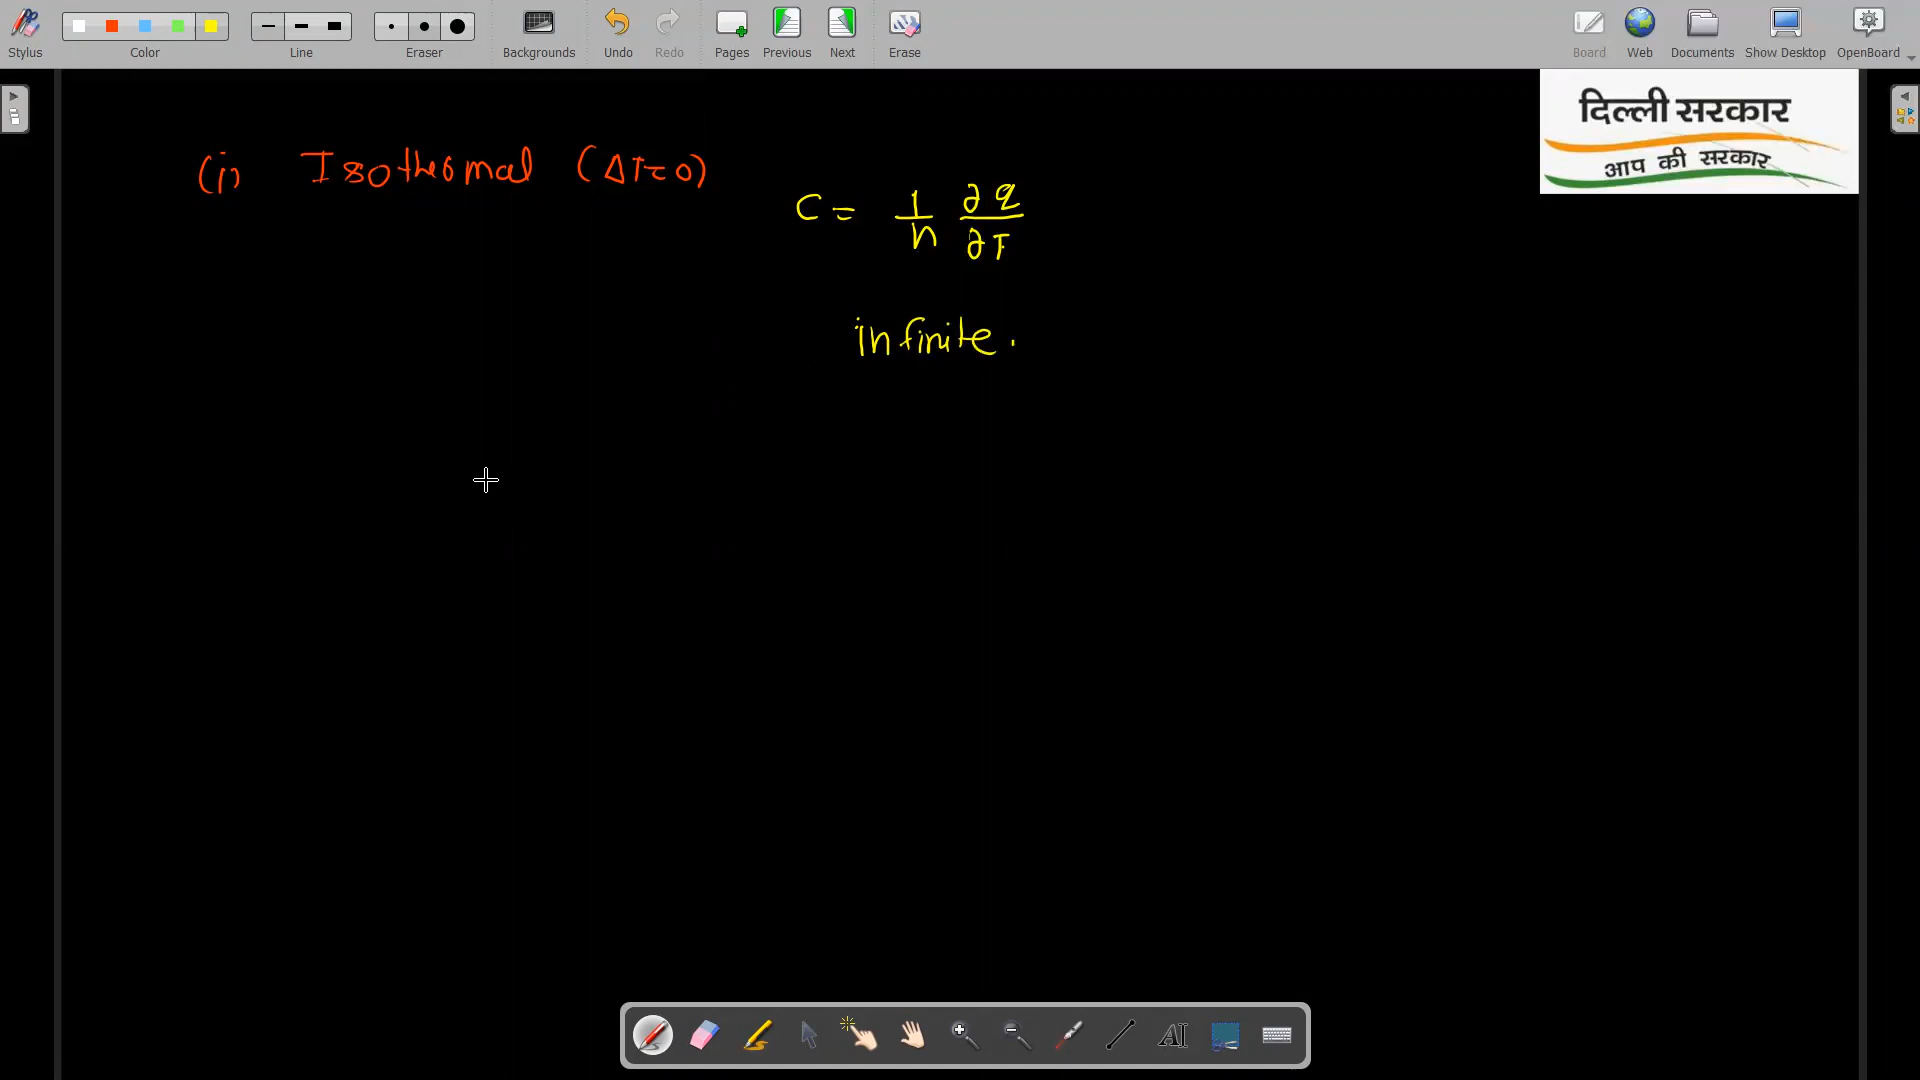 Stylus Color Line Eraser Backgrounds Undo Redo Pages Previous Next Erase Board Web Documents Show Desktop OpenBoard
दिल्ली सरकार
आप की सरकार
(i) Isothermal (ΔT=0)
C = 1/n ∂q/∂T
infinite.
AI